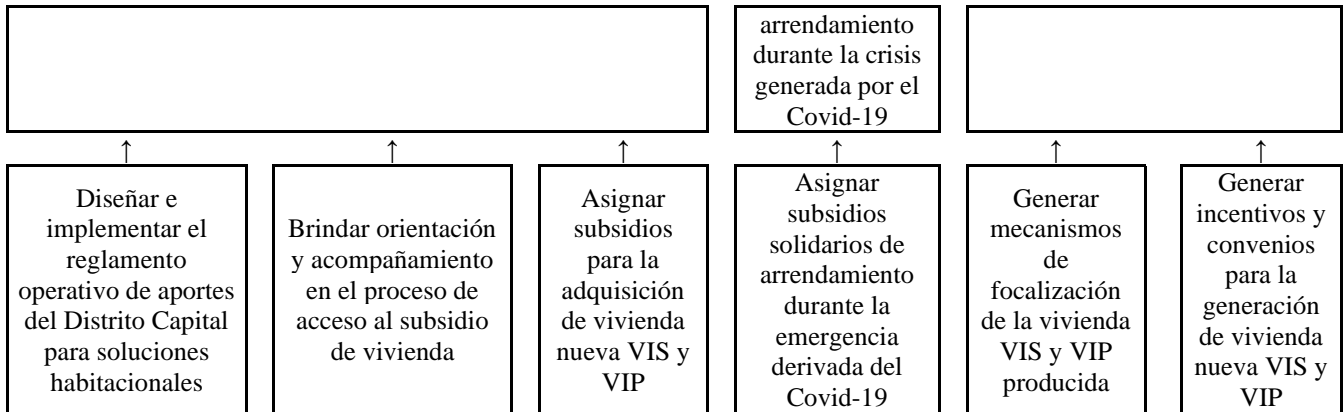 arrendamiento
durante la crisis
generada por el
Covid-19
↑ ↑ ↑ ↑ ↑ ↑
Diseñar e
implementar el
reglamento
operativo de aportes
del Distrito Capital
para soluciones
habitacionales
Brindar orientación
y acompañamiento
en el proceso de
acceso al subsidio
de vivienda
Asignar
subsidios
para la
adquisición
de vivienda
nueva VIS y
VIP
Asignar
subsidios
solidarios de
arrendamiento
durante la
emergencia
derivada del
Covid-19
Generar
mecanismos
de
focalización
de la vivienda
VIS y VIP
producida
Generar
incentivos y
convenios
para la
generación
de vivienda
nueva VIS y
VIP